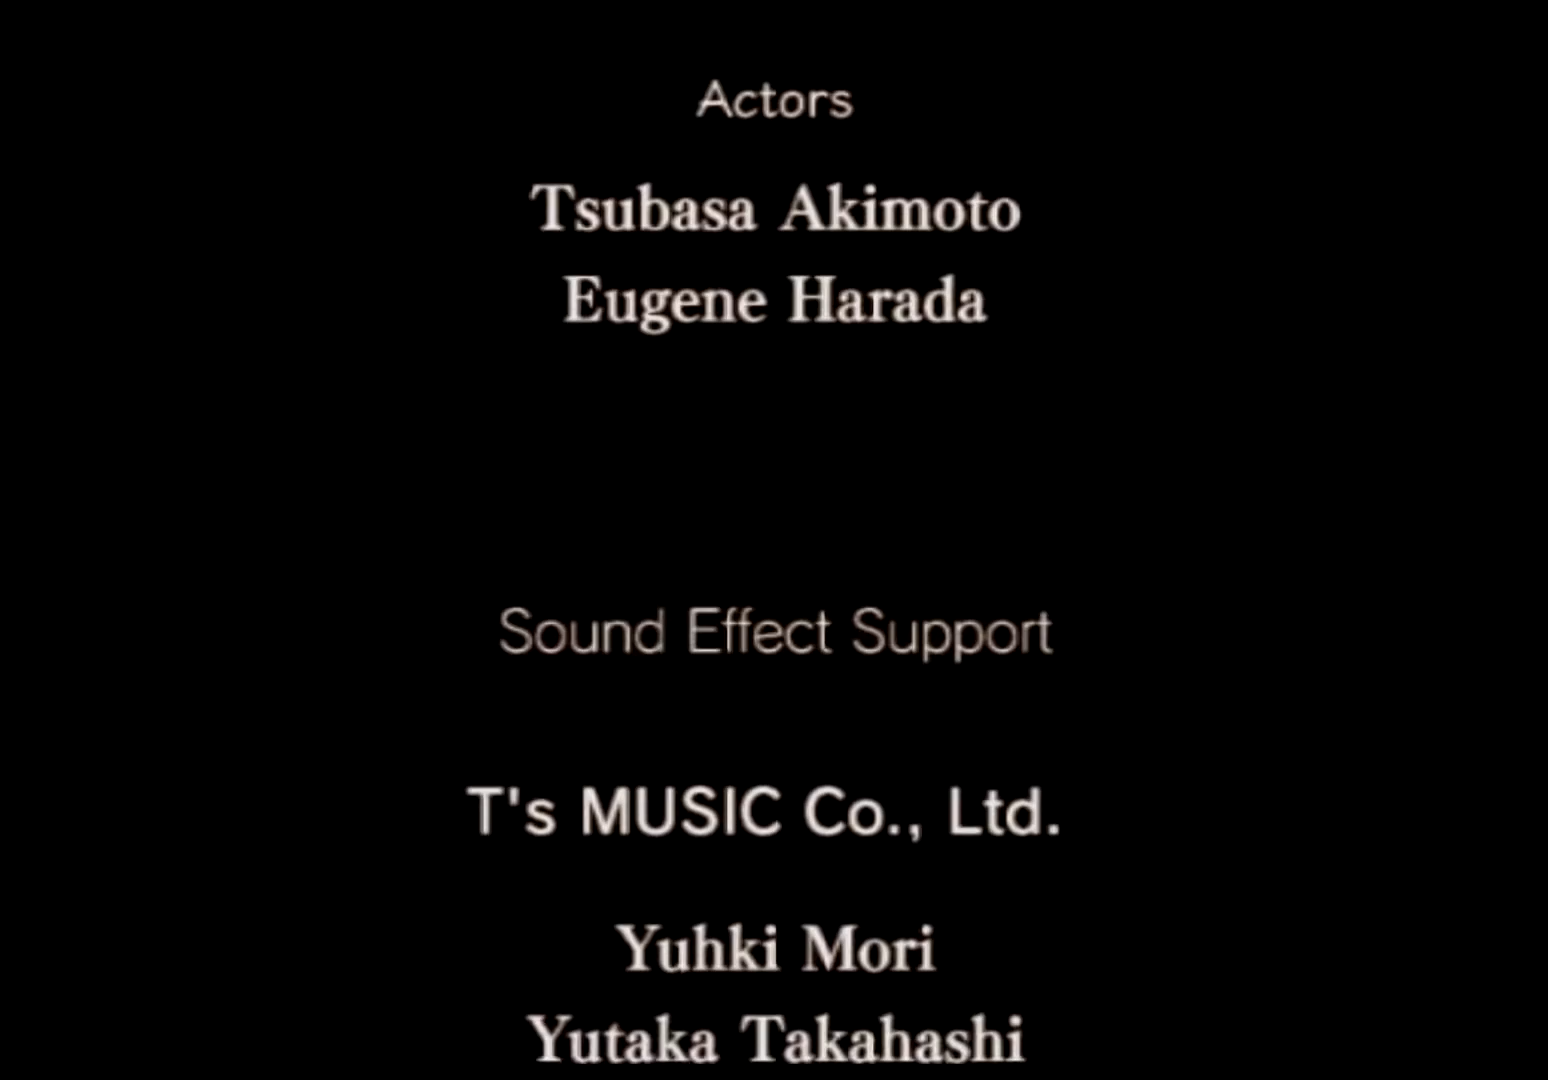 Actors
Tsubasa Akimoto
Eugene Harada
Sound Effect Support
T's MUSIC Co., Ltd.
Yuhki Mori
Yutaka Takahashi